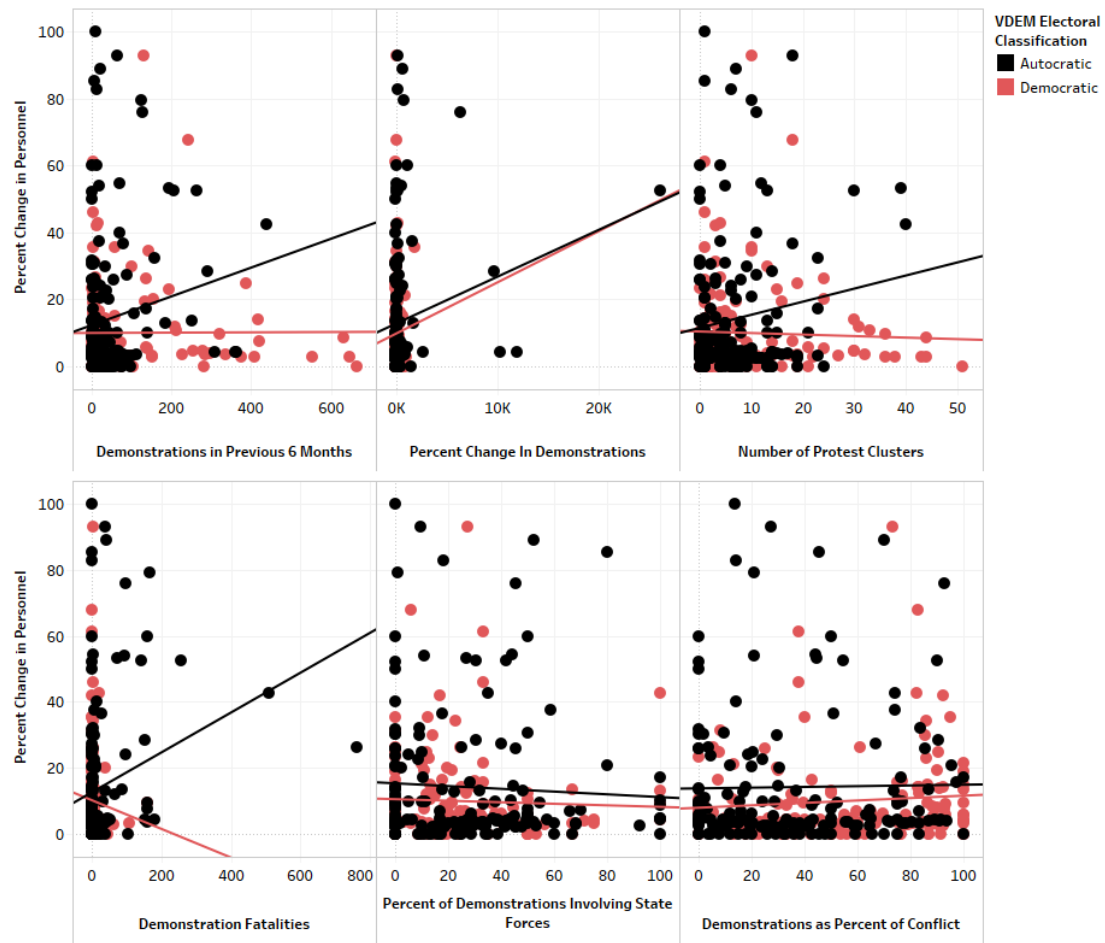 VDEM Electoral
Classification
Autocratic
Democratic
Percent Change in Personnel
100
80
60
40
20
0
0 200 400 600
0K 10K 20K
0 10 20 30 40 50
Demonstrations in Previous 6 Months
Percent Change In Demonstrations
Number of Protest Clusters
Percent Change in Personnel
100
80
60
40
20
0
0 200 400 600 800
0 20 40 60 80 100
0 20 40 60 80 100
Demonstration Fatalities
Percent of Demonstrations Involving State
Forces
Demonstrations as Percent of Conflict